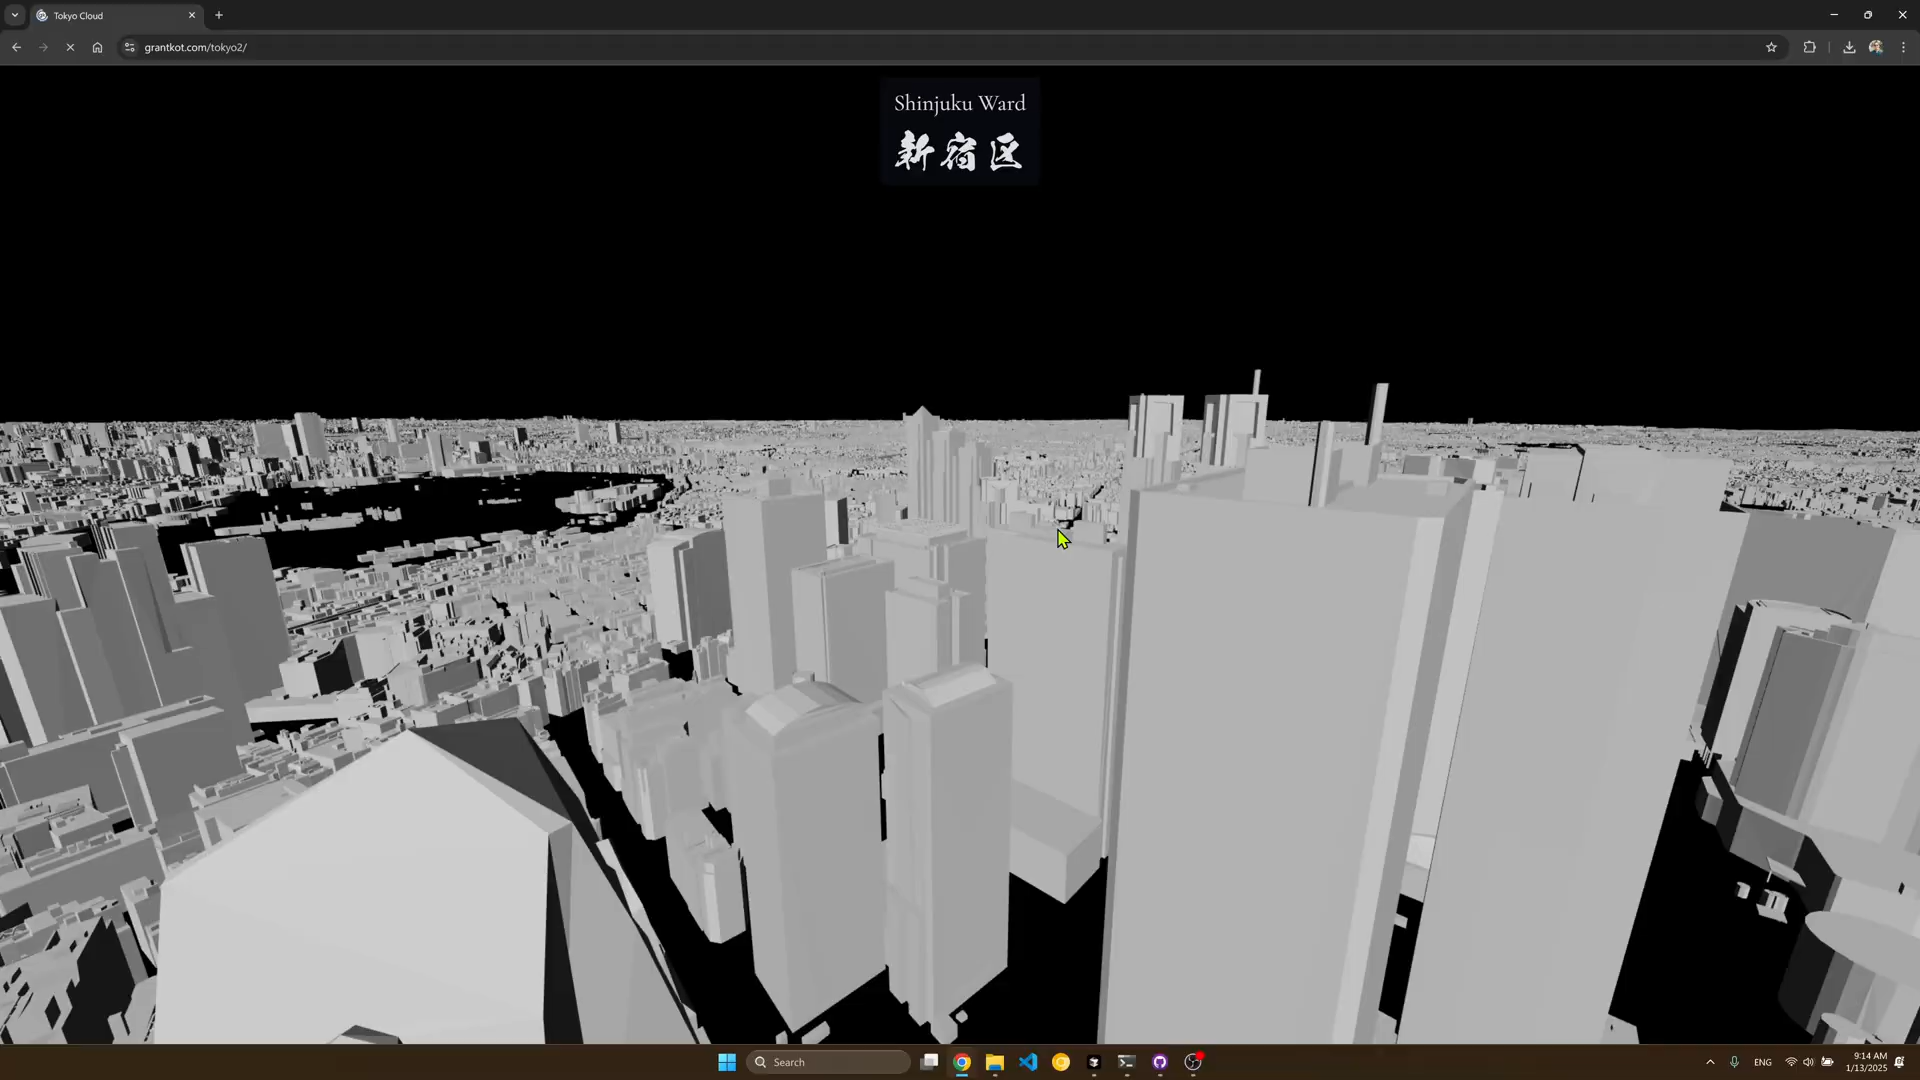 Tokyo Cloud
grantkot.com/tokyo2/
Shinjuku Ward
新宿区
Search
ENG
9:14 AM
1/13/2025